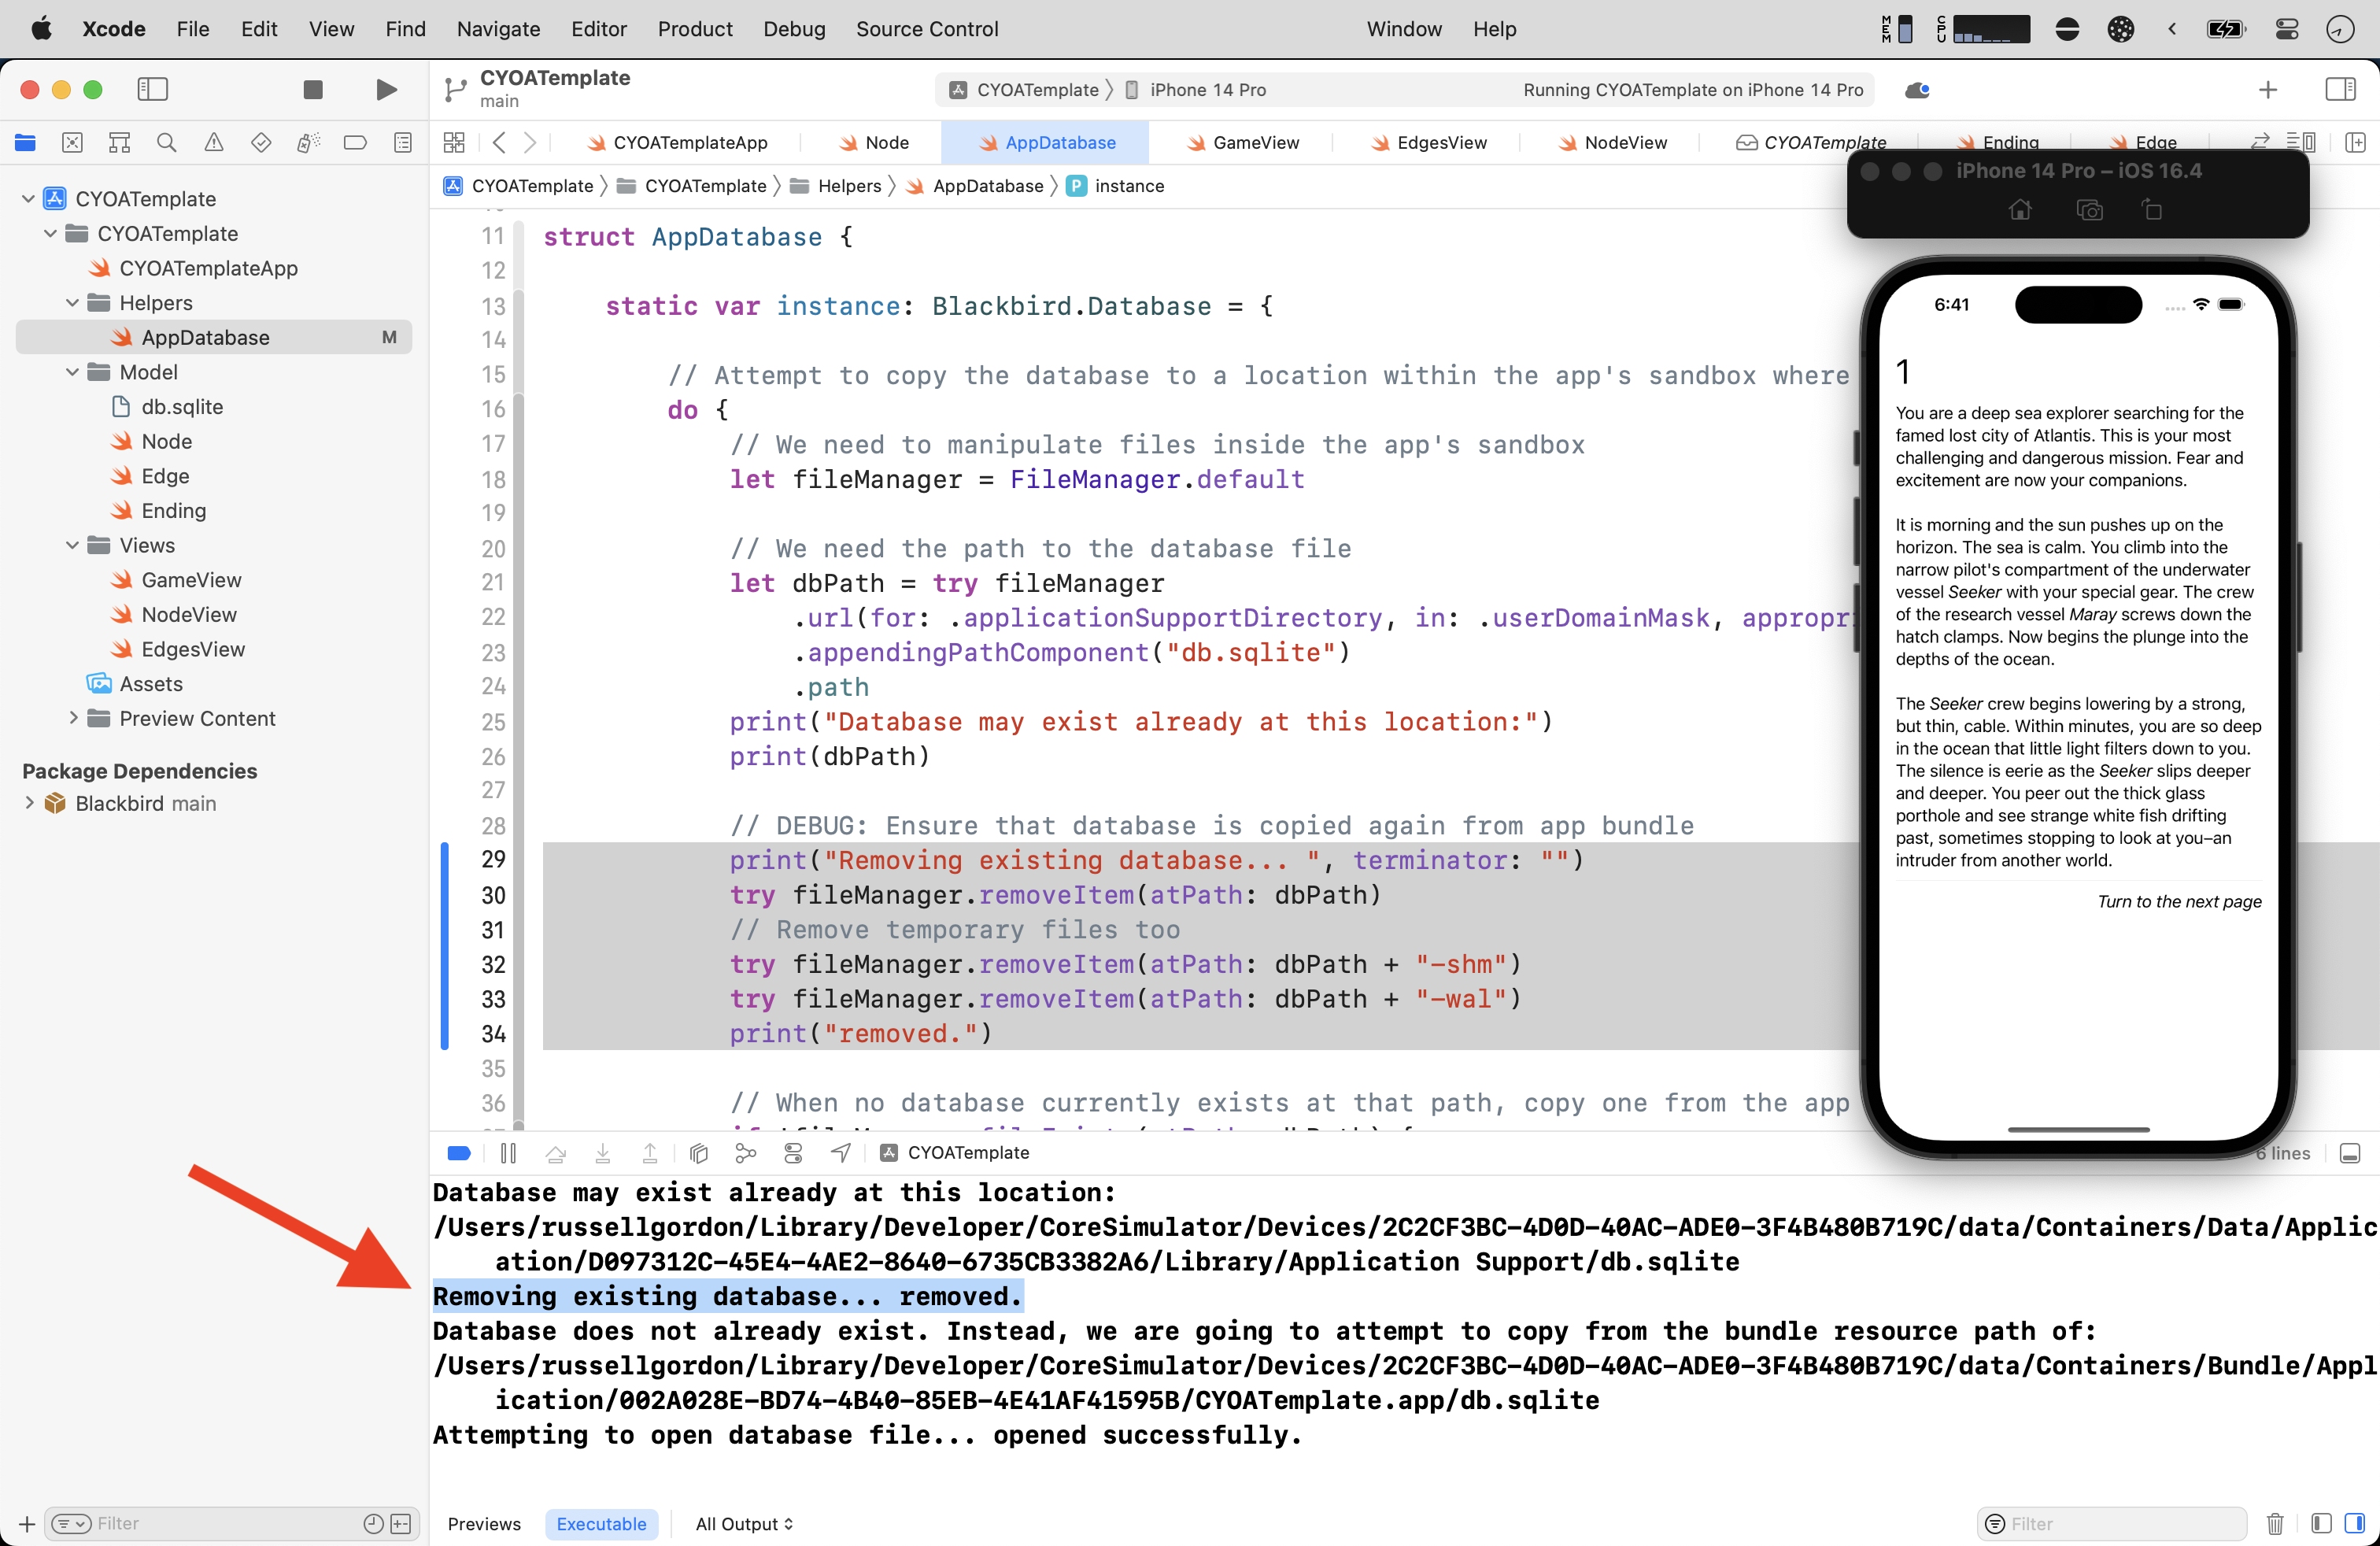 Xcode File Edit View Find Navigate Editor Product Debug Source Control Window Help
MEM CPU
CYOATemplate
main
CYOATemplate iPhone 14 Pro
Running CYOATemplate on iPhone 14 Pro
CYOATemplateApp Node AppDatabase GameView EdgesView NodeView CYOATemplate Ending Edge
CYOATemplate CYOATemplate Helpers AppDatabase P instance
CYOATemplate
CYOATemplate
CYOATemplateApp
Helpers
AppDatabase M
Model
db.sqlite
Node
Edge
Ending
Views
GameView
NodeView
EdgesView
Assets
Preview Content
Package Dependencies
Blackbird main
Filter
11 struct AppDatabase {
12
13 static var instance: Blackbird.Database = {
14
15 // Attempt to copy the database to a location within the app's sandbox where
16 do {
17 // We need to manipulate files inside the app's sandbox
18 let fileManager = FileManager.default
19
20 // We need the path to the database file
21 let dbPath = try fileManager
22 .url(for: .applicationSupportDirectory, in: .userDomainMask, appropri
23 .appendingPathComponent("db.sqlite")
24 .path
25 print("Database may exist already at this location:")
26 print(dbPath)
27
28 // DEBUG: Ensure that database is copied again from app bundle
29 print("Removing existing database... ", terminator: "")
30 try fileManager.removeItem(atPath: dbPath)
31 // Remove temporary files too
32 try fileManager.removeItem(atPath: dbPath + "-shm")
33 try fileManager.removeItem(atPath: dbPath + "-wal")
34 print("removed.")
35
36 // When no database currently exists at that path, copy one from the app
iPhone 14 Pro – iOS 16.4
6:41
1
You are a deep sea explorer searching for the
famed lost city of Atlantis. This is your most
challenging and dangerous mission. Fear and
excitement are now your companions.
It is morning and the sun pushes up on the
horizon. The sea is calm. You climb into the
narrow pilot's compartment of the underwater
vessel Seeker with your special gear. The crew
of the research vessel Maray screws down the
hatch clamps. Now begins the plunge into the
depths of the ocean.
The Seeker crew begins lowering by a strong,
but thin, cable. Within minutes, you are so deep
in the ocean that little light filters down to you.
The silence is eerie as the Seeker slips deeper
and deeper. You peer out the thick glass
porthole and see strange white fish drifting
past, sometimes stopping to look at you–an
intruder from another world.
Turn to the next page
CYOATemplate
6 lines
Database may exist already at this location:
/Users/russellgordon/Library/Developer/CoreSimulator/Devices/2C2CF3BC-4D0D-40AC-ADE0-3F4B480B719C/data/Containers/Data/Applic
ation/D097312C-45E4-4AE2-8640-6735CB3382A6/Library/Application Support/db.sqlite
Removing existing database... removed.
Database does not already exist. Instead, we are going to attempt to copy from the bundle resource path of:
/Users/russellgordon/Library/Developer/CoreSimulator/Devices/2C2CF3BC-4D0D-40AC-ADE0-3F4B480B719C/data/Containers/Bundle/Appl
ication/002A028E-BD74-4B40-85EB-4E41AF41595B/CYOATemplate.app/db.sqlite
Attempting to open database file... opened successfully.
Previews Executable All Output
Filter